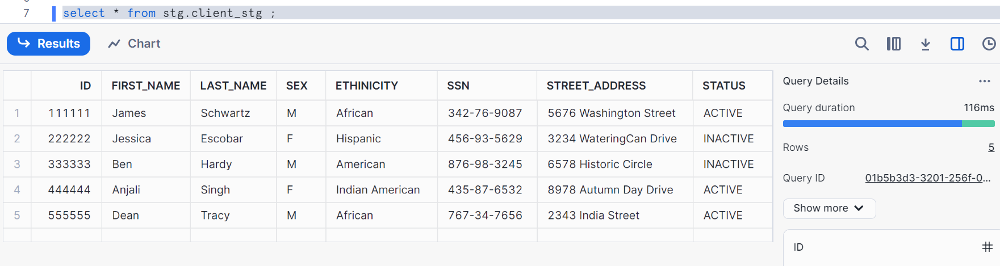 7 select * from stg.client_stg ;
Results Chart
ID FIRST_NAME LAST_NAME SEX ETHINICITY SSN STREET_ADDRESS STATUS
1 111111 James Schwartz M African 342-76-9087 5676 Washington Street ACTIVE
2 222222 Jessica Escobar F Hispanic 456-93-5629 3234 WateringCan Drive INACTIVE
3 333333 Ben Hardy M American 876-98-3245 6578 Historic Circle INACTIVE
4 444444 Anjali Singh F Indian American 435-87-6532 8978 Autumn Day Drive ACTIVE
5 555555 Dean Tracy M African 767-34-7656 2343 India Street ACTIVE
Query Details ...
Query duration 116ms
Rows 5
Query ID 01b5b3d3-3201-256f-0...
Show more
ID #